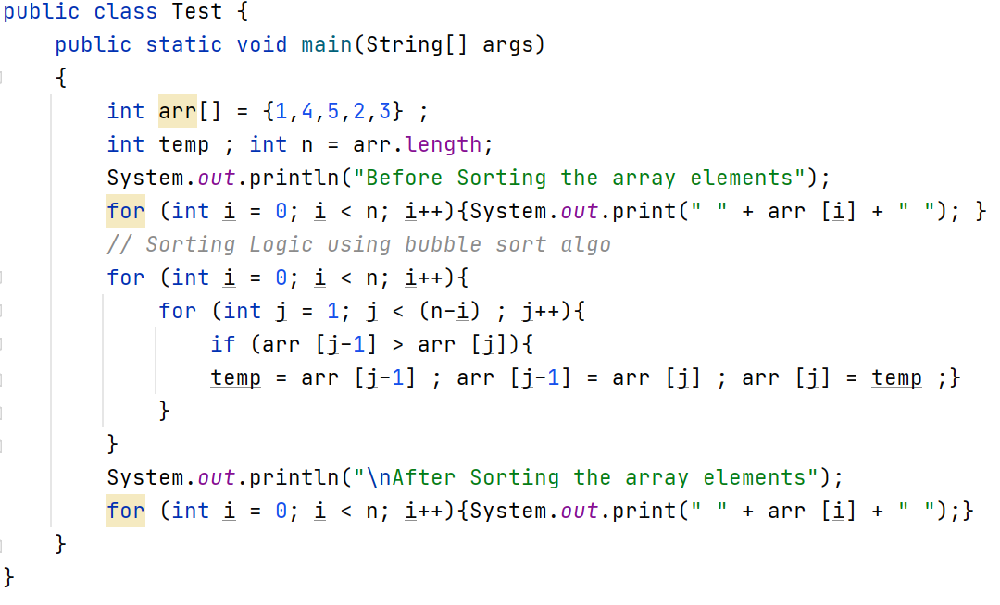 public class Test {
    public static void main(String[] args)
    {
        int arr[] = {1,4,5,2,3} ;
        int temp ; int n = arr.length;
        System.out.println("Before Sorting the array elements");
        for (int i = 0; i < n; i++){System.out.print(" " + arr [i] + " "); }
        // Sorting Logic using bubble sort algo
        for (int i = 0; i < n; i++){
            for (int j = 1; j < (n-i) ; j++){
                if (arr [j-1] > arr [j]){
                temp = arr [j-1] ; arr [j-1] = arr [j] ; arr [j] = temp ;}
            }
        }
        System.out.println("\nAfter Sorting the array elements");
        for (int i = 0; i < n; i++){System.out.print(" " + arr [i] + " ");}
    }
}